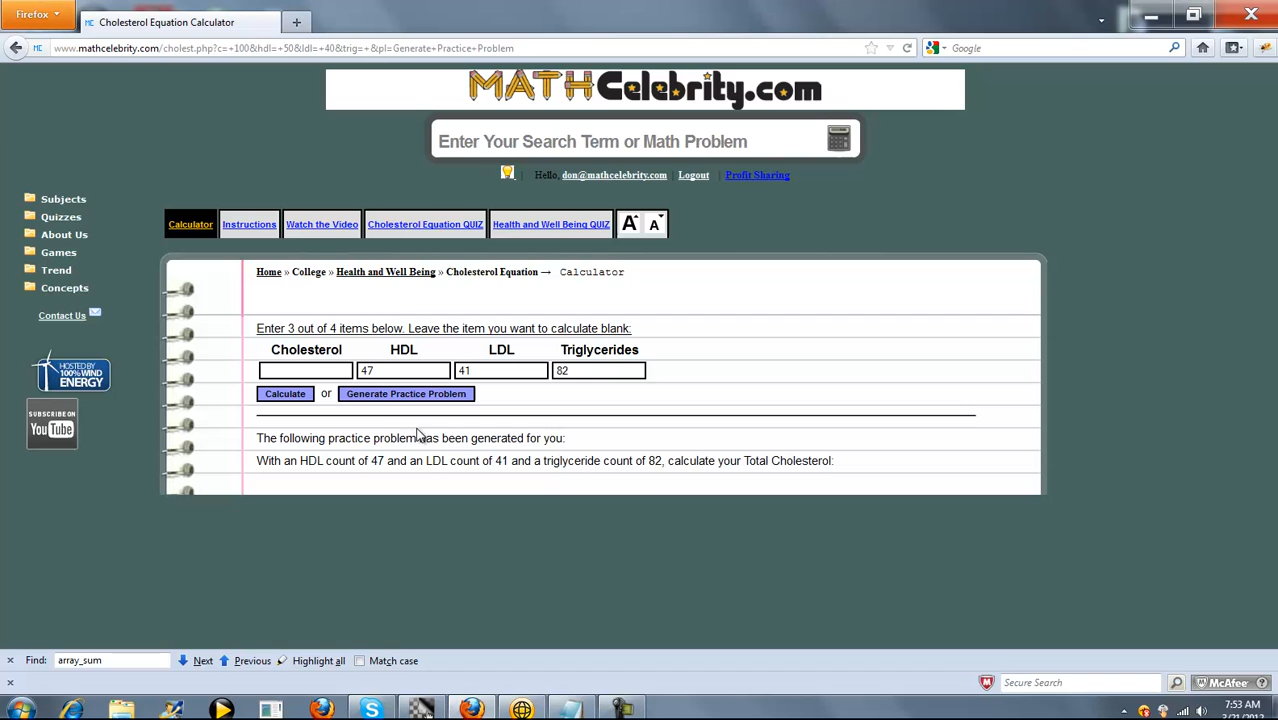 Firefox
Cholesterol Equation Calculator
www.mathcelebrity.com/cholest.php?c=+100&hdl=+50&ldl=+40&trig=+&pl=Generate+Practice+Problem
Google
MATHCelebrity.com
Enter Your Search Term or Math Problem
| Hello, don@mathcelebrity.com | Logout | Profit Sharing
Subjects
Quizzes
About Us
Games
Trend
Concepts
Contact Us
HOSTED BY
100% WIND
ENERGY
SUBSCRIBE ON
YouTube
Calculator Instructions Watch the Video Cholesterol Equation QUIZ Health and Well Being QUIZ A A
Home » College » Health and Well Being » Cholesterol Equation → Calculator
Enter 3 out of 4 items below. Leave the item you want to calculate blank:
Cholesterol HDL LDL Triglycerides
47 41 82
Calculate or Generate Practice Problem
The following practice problem has been generated for you:
With an HDL count of 47 and an LDL count of 41 and a triglyceride count of 82, calculate your Total Cholesterol:
Find: array_sum Next Previous Highlight all Match case
Secure Search McAfee
7:53 AM
3/21/2012